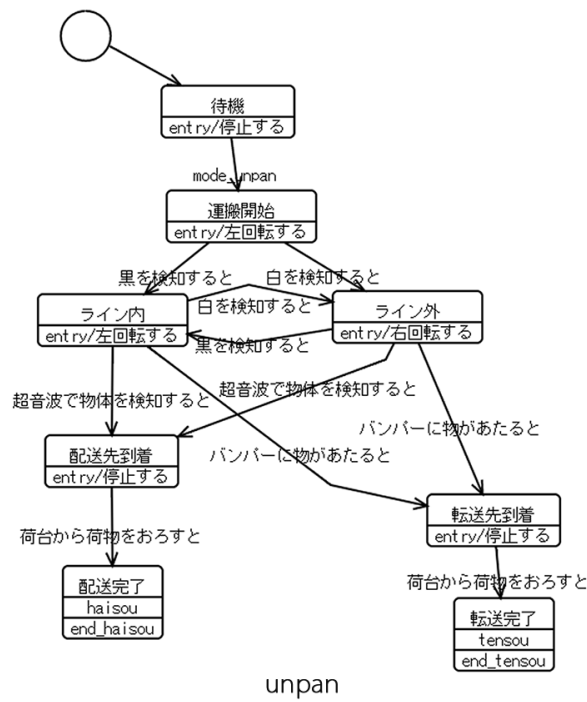 待機
entry/停止する
mode_unpan
運搬開始
entry/左回転する
黒を検知すると
白を検知すると
ライン内
entry/左回転する
白を検知すると
ライン外
entry/右回転する
黒を検知すると
超音波で物体を検知すると
超音波で物体を検知すると
バンパーに物があたると
配送先到着
entry/停止する
バンパーに物があたると
転送先到着
entry/停止する
荷台から荷物をおろすと
配送完了
haisou
end_haisou
荷台から荷物をおろすと
転送完了
tensou
end_tensou
unpan